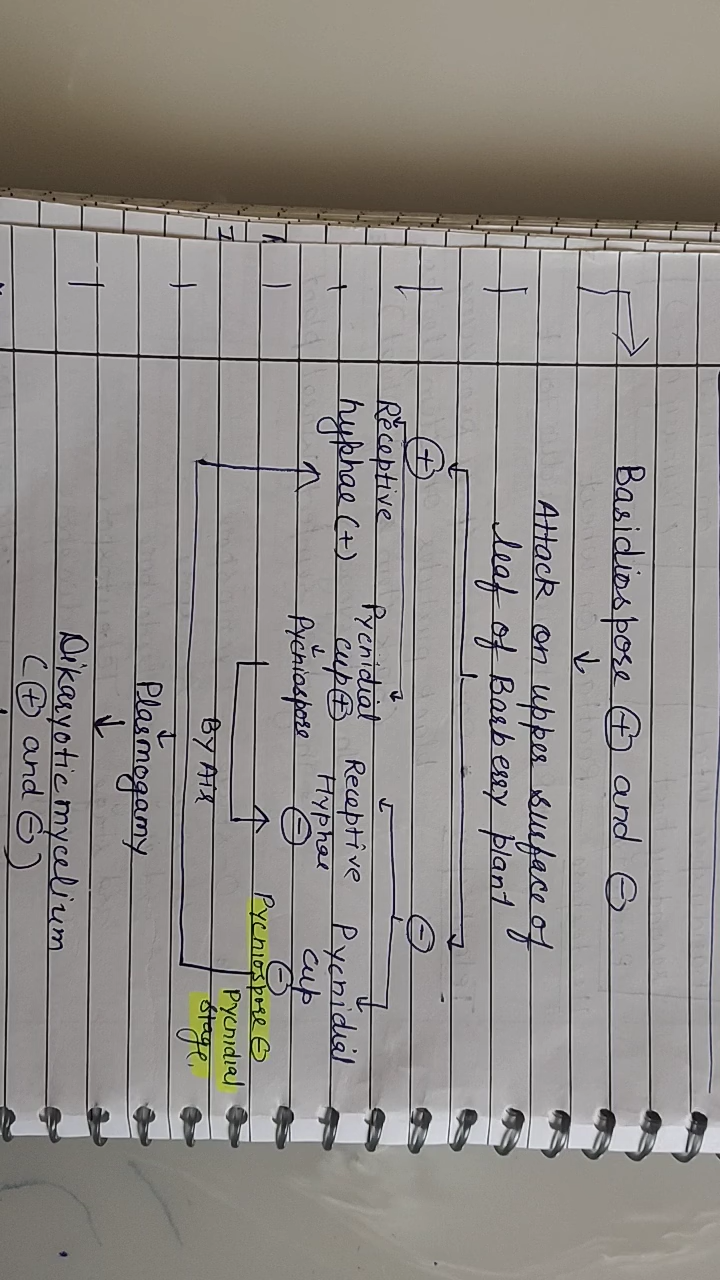 Basidiospore ⊕ and ⊖
↓
Attack on upper surface of
leaf of Barberry plant
⊕ ⊖
Receptive
hyphae (+)
Pycnidial
cup ⊕
Receptive
Hyphae
⊖
Pycnidial
cup
⊖
↓
Pycniospore
Pycniospore ⊖
Pycnidial
stage.
By Air
↓
Plasmogamy
↓
Dikaryotic mycelium
(⊕ and ⊖)